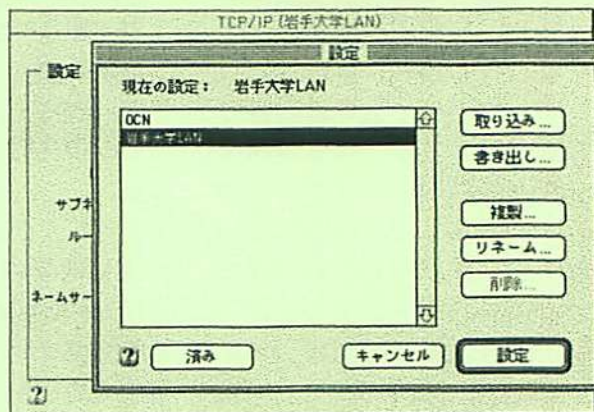 TCP/IP (岩手大学LAN)
設定
設定
現在の設定： 岩手大学LAN
OCN
岩手大学LAN
取り込み...
書き出し...
サブネ
複製...
ルー
リネーム...
ネームサー
削除...
済み
キャンセル
設定